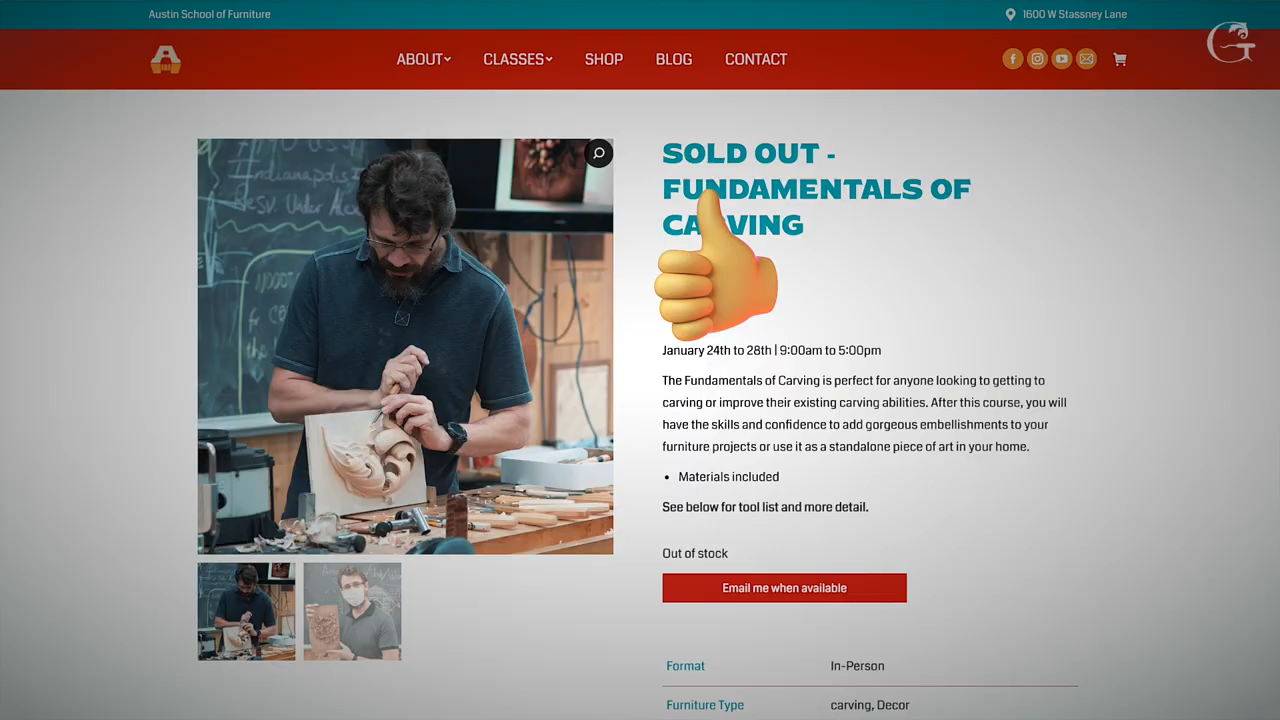 Austin School of Furniture
1600 W Stassney Lane
ABOUT
CLASSES
SHOP
BLOG
CONTACT
SOLD OUT -
FUNDAMENTALS OF
CARVING
January 24th to 28th | 9:00am to 5:00pm
The Fundamentals of Carving is perfect for anyone looking to getting to
carving or improve their existing carving abilities. After this course, you will
have the skills and confidence to add gorgeous embellishments to your
furniture projects or use it as a standalone piece of art in your home.
• Materials included
See below for tool list and more detail.
Out of stock
Email me when available
Format
In-Person
Furniture Type
carving, Decor
Indianapolis